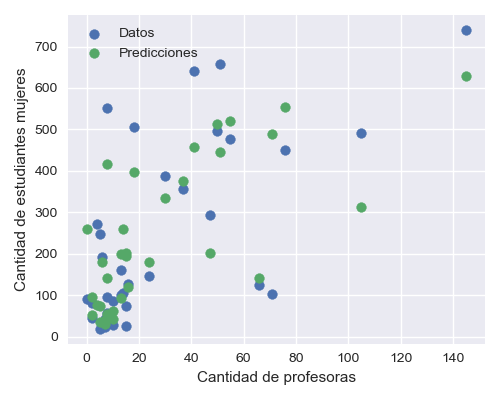 Datos
Predicciones
Cantidad de estudiantes mujeres
700
600
500
400
300
200
100
0
0 20 40 60 80 100 120 140
Cantidad de profesoras